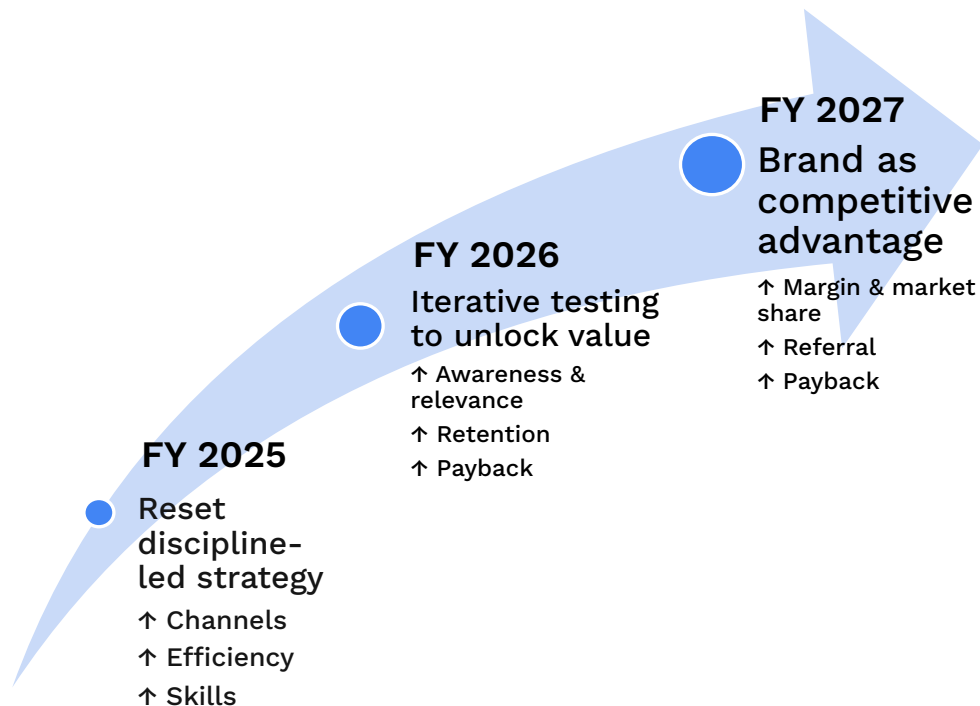 FY 2025
Reset
discipline-
led strategy
↑ Channels
↑ Efficiency
↑ Skills
FY 2026
Iterative testing
to unlock value
↑ Awareness &
relevance
↑ Retention
↑ Payback
FY 2027
Brand as
competitive
advantage
↑ Margin & market
share
↑ Referral
↑ Payback